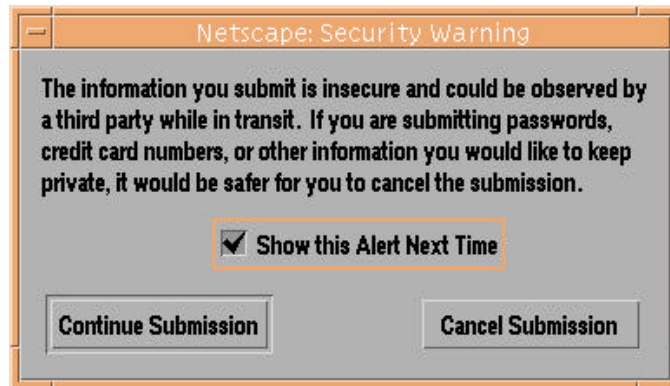 Netscape: Security Warning
The information you submit is insecure and could be observed by
a third party while in transit. If you are submitting passwords,
credit card numbers, or other information you would like to keep
private, it would be safer for you to cancel the submission.
Show this Alert Next Time
Continue Submission
Cancel Submission